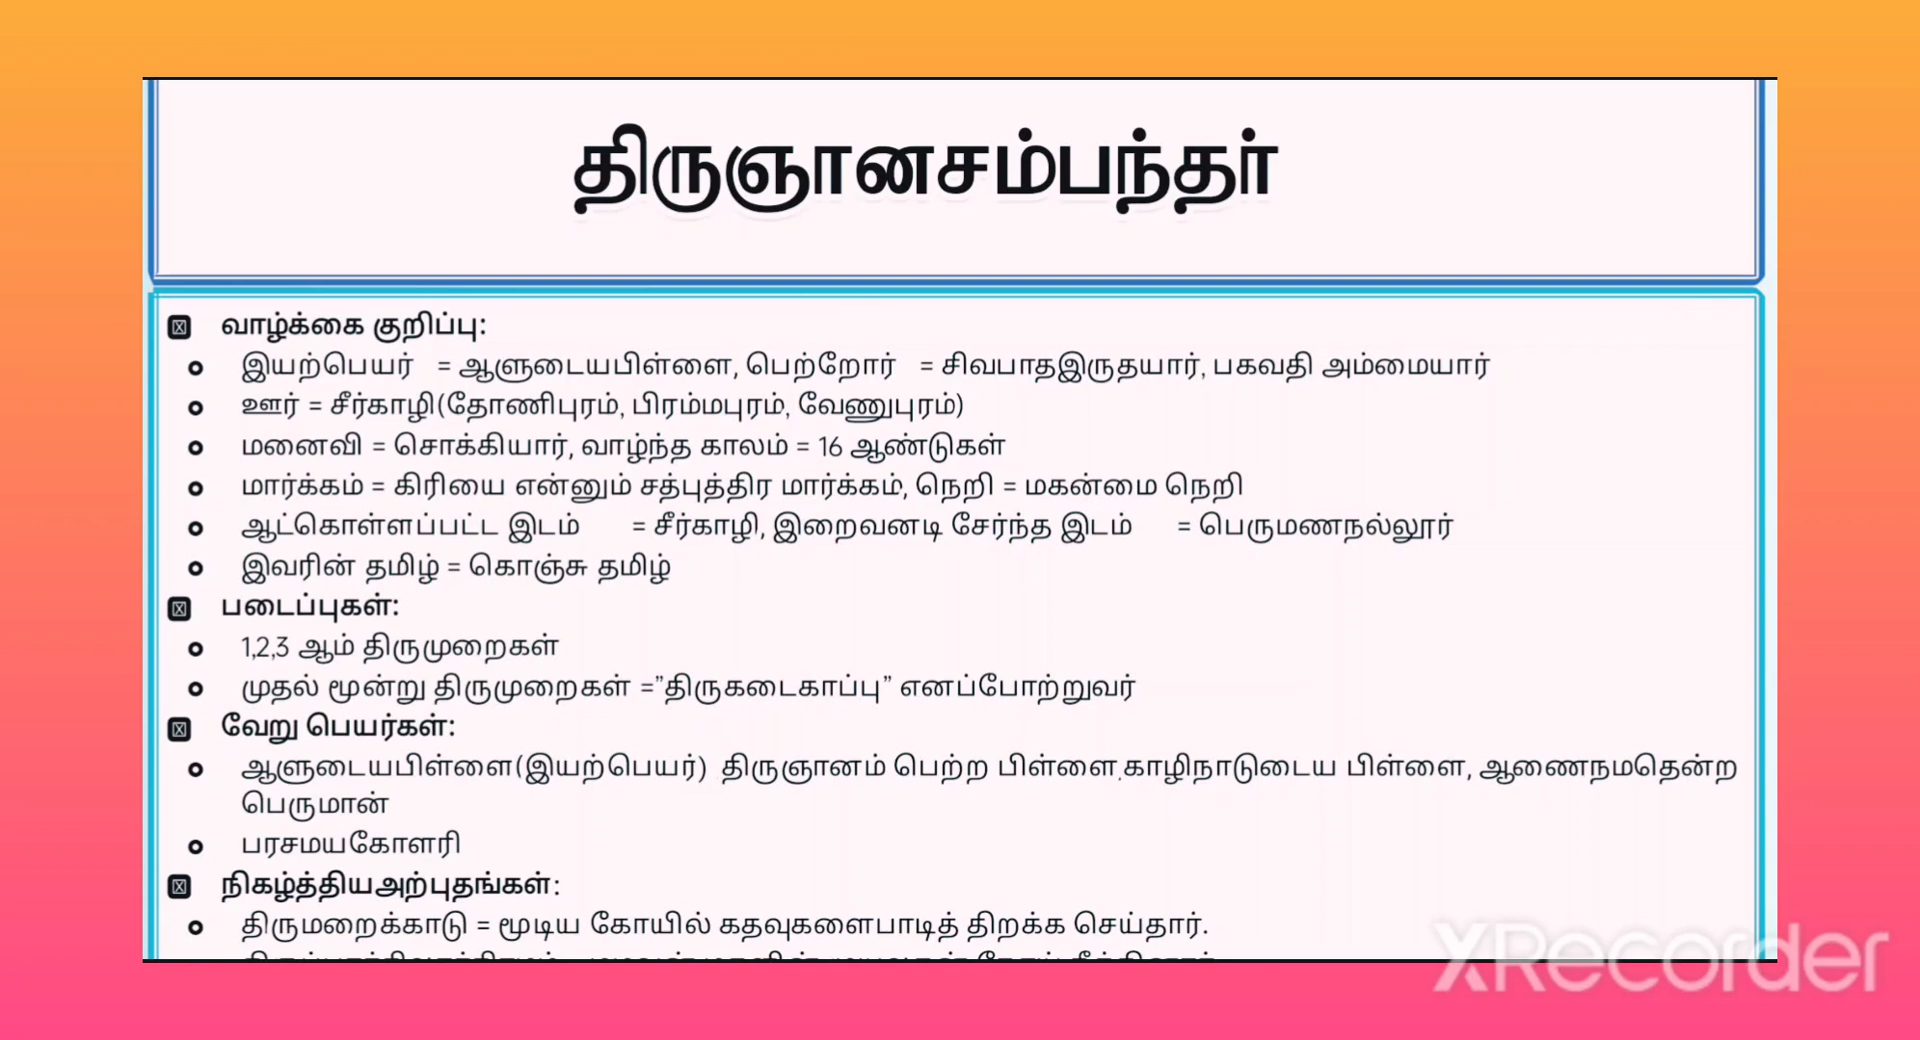 திருஞானசம்பந்தர்
வாழ்க்கை குறிப்பு:
இயற்பெயர் = ஆளுடையபிள்ளை, பெற்றோர் = சிவபாதஇருதயார், பகவதி அம்மையார்
ஊர் = சீர்காழி(தோணிபுரம், பிரம்மபுரம், வேணுபுரம்)
மனைவி = சொக்கியார், வாழ்ந்த காலம் = 16 ஆண்டுகள்
மார்க்கம் = கிரியை என்னும் சத்புத்திர மார்க்கம், நெறி = மகன்மை நெறி
ஆட்கொள்ளப்பட்ட இடம் = சீர்காழி, இறைவனடி சேர்ந்த இடம் = பெருமணநல்லூர்
இவரின் தமிழ் = கொஞ்சு தமிழ்
படைப்புகள்:
1,2,3 ஆம் திருமுறைகள்
முதல் மூன்று திருமுறைகள் =”திருகடைகாப்பு” எனப்போற்றுவர்
வேறு பெயர்கள்:
ஆளுடையபிள்ளை(இயற்பெயர்) திருஞானம் பெற்ற பிள்ளை,காழிநாடுடைய பிள்ளை, ஆணைநமதென்ற
பெருமான்
பரசமயகோளரி
நிகழ்த்தியஅற்புதங்கள்:
திருமறைக்காடு = மூடிய கோயில் கதவுகளைபாடித் திறக்க செய்தார்.
XRecorder